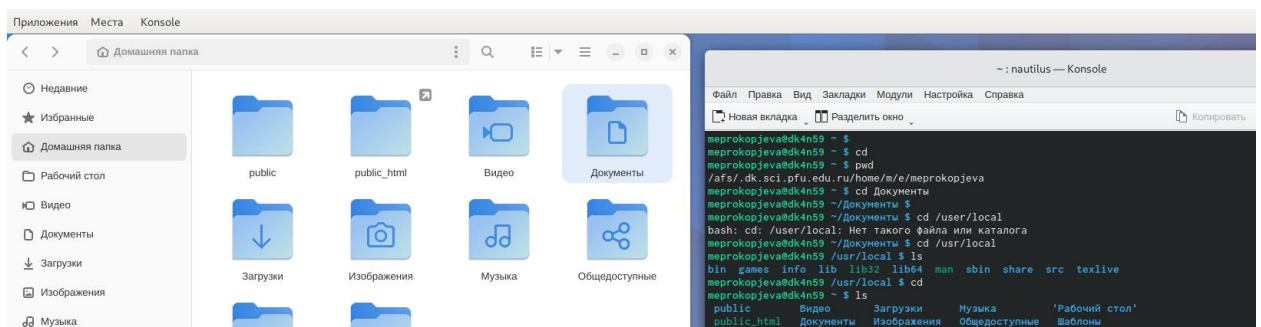 Приложения Места Konsole
Домашняя папка
Недавние
Избранные
Домашняя папка
Рабочий стол
Видео
Документы
Загрузки
Изображения
Музыка
public public_html Видео Документы
Загрузки Изображения Музыка Общедоступные
~ : nautilus — Konsole
Файл Правка Вид Закладки Модули Настройка Справка
Новая вкладка Разделить окно Копировать
meprokopjeva@dk4n59 ~ $
meprokopjeva@dk4n59 ~ $ cd
meprokopjeva@dk4n59 ~ $ pwd
/afs/.dk.sci.pfu.edu.ru/home/m/e/meprokopjeva
meprokopjeva@dk4n59 ~ $ cd Документы
meprokopjeva@dk4n59 ~/Документы $
meprokopjeva@dk4n59 ~/Документы $ cd /user/local
bash: cd: /user/local: Нет такого файла или каталога
meprokopjeva@dk4n59 ~/Документы $ cd /usr/local
meprokopjeva@dk4n59 /usr/local $ ls
bin games info lib lib32 lib64 man sbin share src texlive
meprokopjeva@dk4n59 /usr/local $ cd
meprokopjeva@dk4n59 ~ $ ls
public Видео Загрузки Музыка 'Рабочий стол'
public_html Документы Изображения Общедоступные Шаблоны